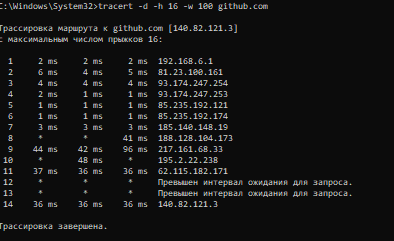 C:\Windows\System32>tracert -d -h 16 -w 100 github.com
Трассировка маршрута к github.com [140.82.121.3]
с максимальным числом прыжков 16:
1 2 ms 2 ms 2 ms 192.168.6.1
2 6 ms 4 ms 5 ms 81.23.100.161
3 4 ms 4 ms 4 ms 93.174.247.254
4 2 ms 1 ms 1 ms 93.174.247.253
5 1 ms 1 ms 1 ms 85.235.192.121
6 1 ms 1 ms 1 ms 85.235.192.174
7 3 ms 3 ms 3 ms 185.140.148.19
8 * * 41 ms 188.128.104.173
9 44 ms 42 ms 96 ms 217.161.68.33
10 * 48 ms * 195.2.22.238
11 37 ms 36 ms 36 ms 62.115.182.171
12 * * * Превышен интервал ожидания для запроса.
13 * * * Превышен интервал ожидания для запроса.
14 36 ms 36 ms 36 ms 140.82.121.3
Трассировка завершена.